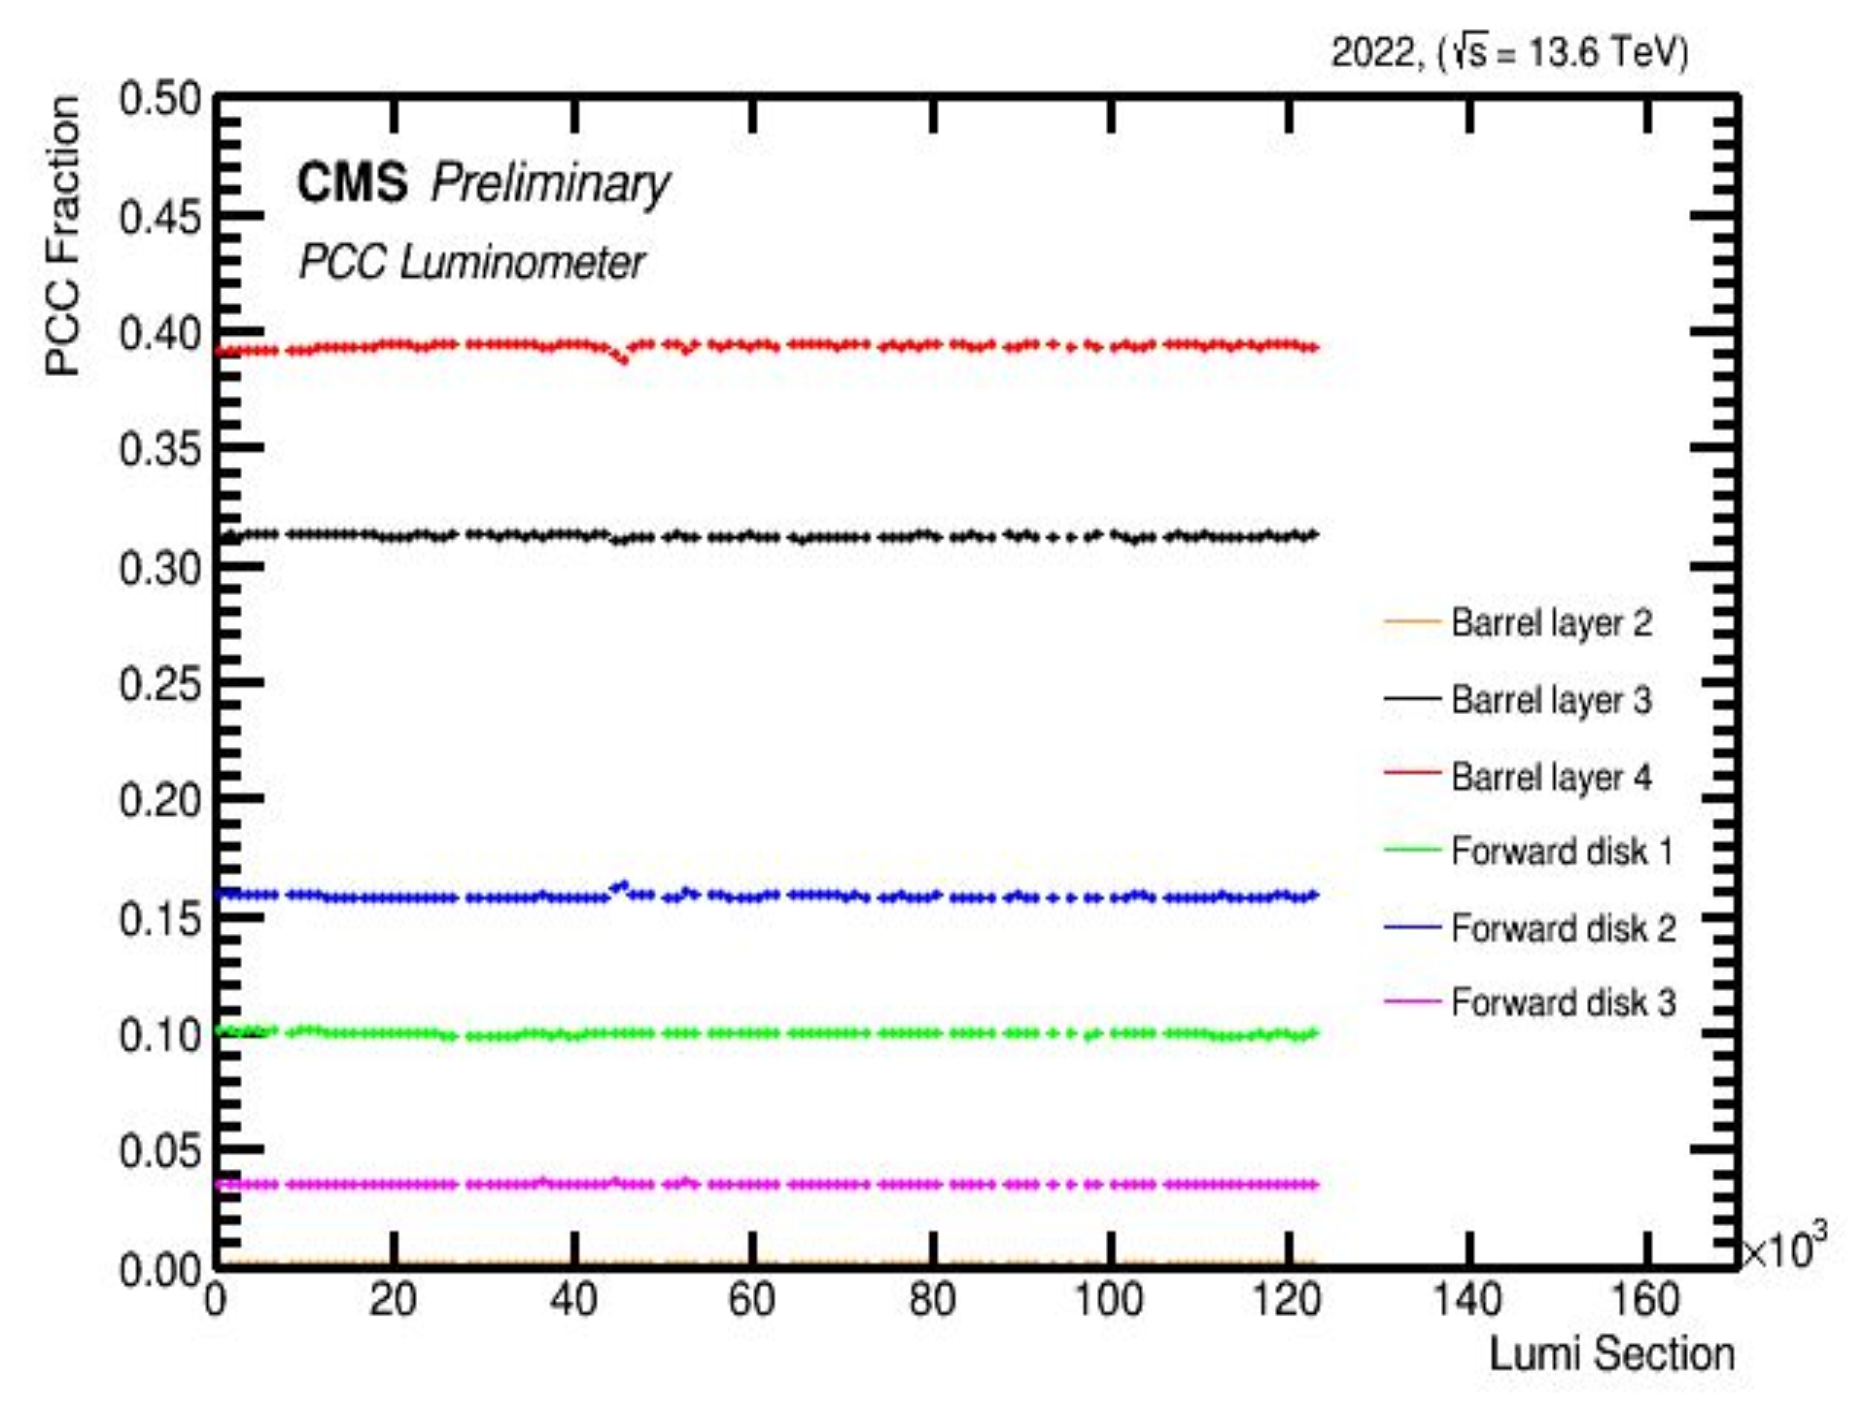 2022, (√s = 13.6 TeV)
PCC Fraction
0.50
0.45
0.40
0.35
0.30
0.25
0.20
0.15
0.10
0.05
0.00
CMS Preliminary
PCC Luminometer
Barrel layer 2
Barrel layer 3
Barrel layer 4
Forward disk 1
Forward disk 2
Forward disk 3
×10³
0 20 40 60 80 100 120 140 160
Lumi Section